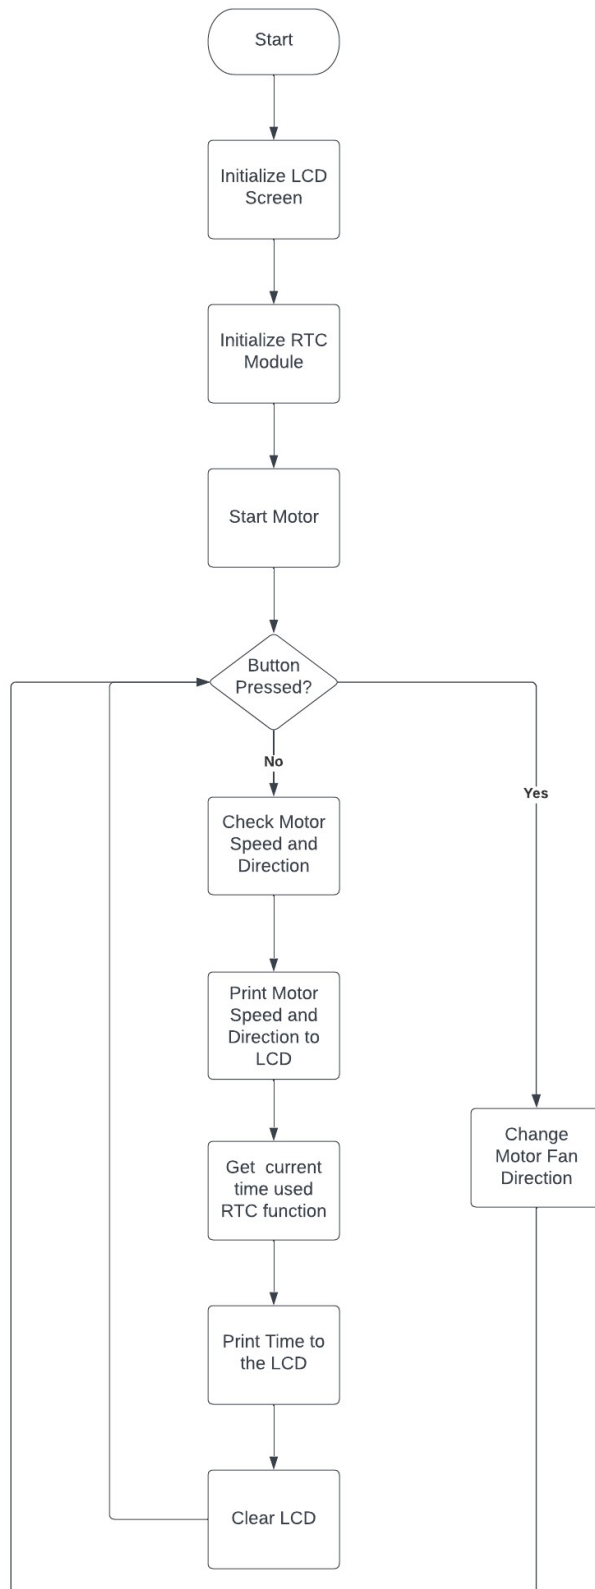 Start
Initialize LCD
Screen
Initialize RTC
Module
Start Motor
Button
Pressed?
No
Yes
Check Motor
Speed and
Direction
Print Motor
Speed and
Direction to
LCD
Change
Motor Fan
Direction
Get  current
time used
RTC function
Print Time to
the LCD
Clear LCD